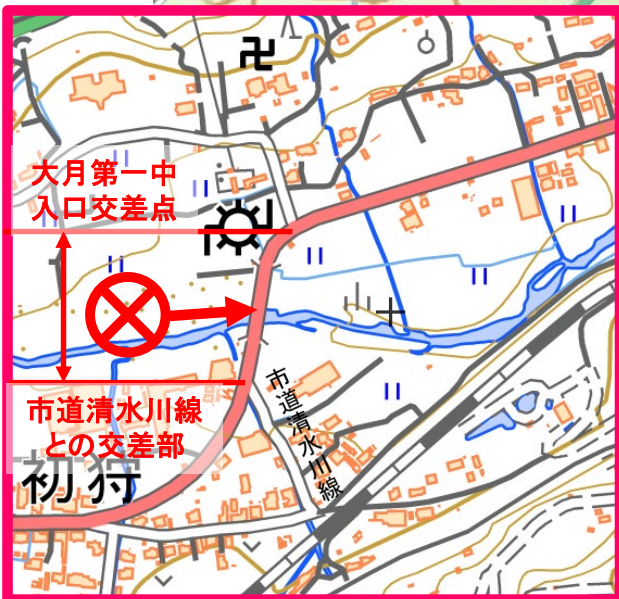 大月第一中
入口交差点
市道清水川線
との交差部
初狩
市道清水川線